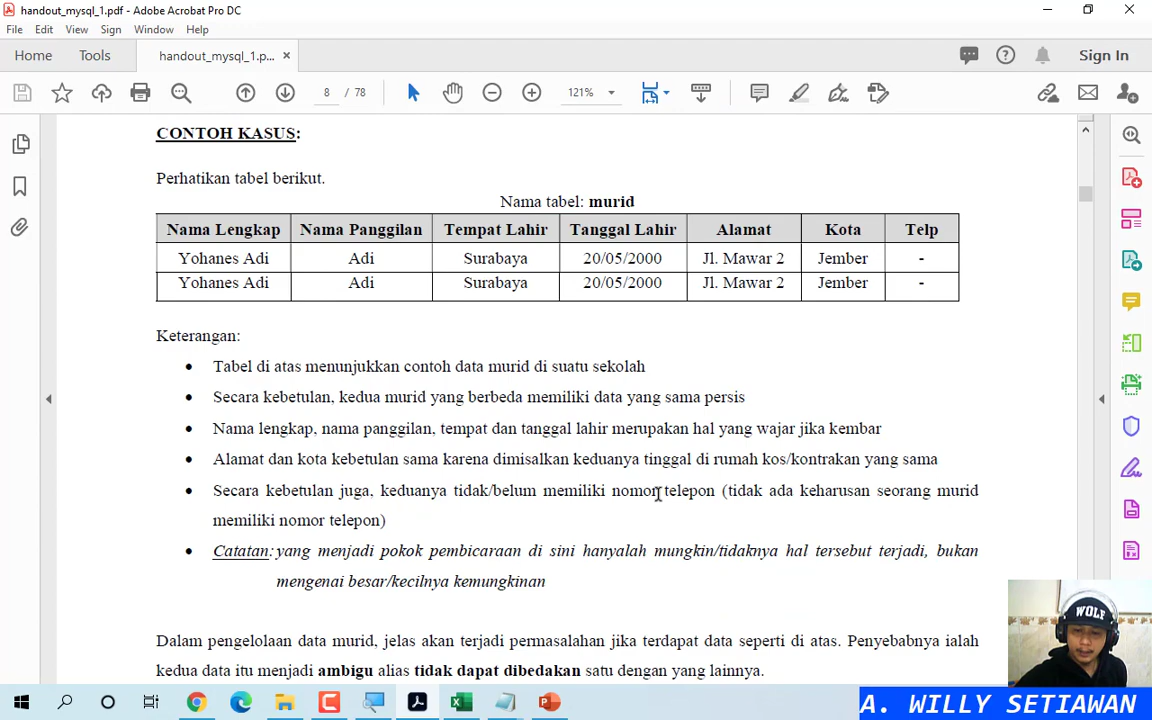 handout_mysql_1.pdf - Adobe Acrobat Pro DC
File Edit View Sign Window Help
Home Tools handout_mysql_1.p... × Sign In
8 / 78 121%
CONTOH KASUS:
Perhatikan tabel berikut.
Nama tabel: murid
Nama Lengkap Nama Panggilan Tempat Lahir Tanggal Lahir Alamat Kota Telp
Yohanes Adi Adi Surabaya 20/05/2000 Jl. Mawar 2 Jember -
Yohanes Adi Adi Surabaya 20/05/2000 Jl. Mawar 2 Jember -
Keterangan:
• Tabel di atas menunjukkan contoh data murid di suatu sekolah
• Secara kebetulan, kedua murid yang berbeda memiliki data yang sama persis
• Nama lengkap, nama panggilan, tempat dan tanggal lahir merupakan hal yang wajar jika kembar
• Alamat dan kota kebetulan sama karena dimisalkan keduanya tinggal di rumah kos/kontrakan yang sama
• Secara kebetulan juga, keduanya tidak/belum memiliki nomor telepon (tidak ada keharusan seorang murid
memiliki nomor telepon)
• Catatan: yang menjadi pokok pembicaraan di sini hanyalah mungkin/tidaknya hal tersebut terjadi, bukan
mengenai besar/kecilnya kemungkinan
Dalam pengelolaan data murid, jelas akan terjadi permasalahan jika terdapat data seperti di atas. Penyebabnya ialah
kedua data itu menjadi ambigu alias tidak dapat dibedakan satu dengan yang lainnya.
WOLF
A. WILLY SETIAWAN